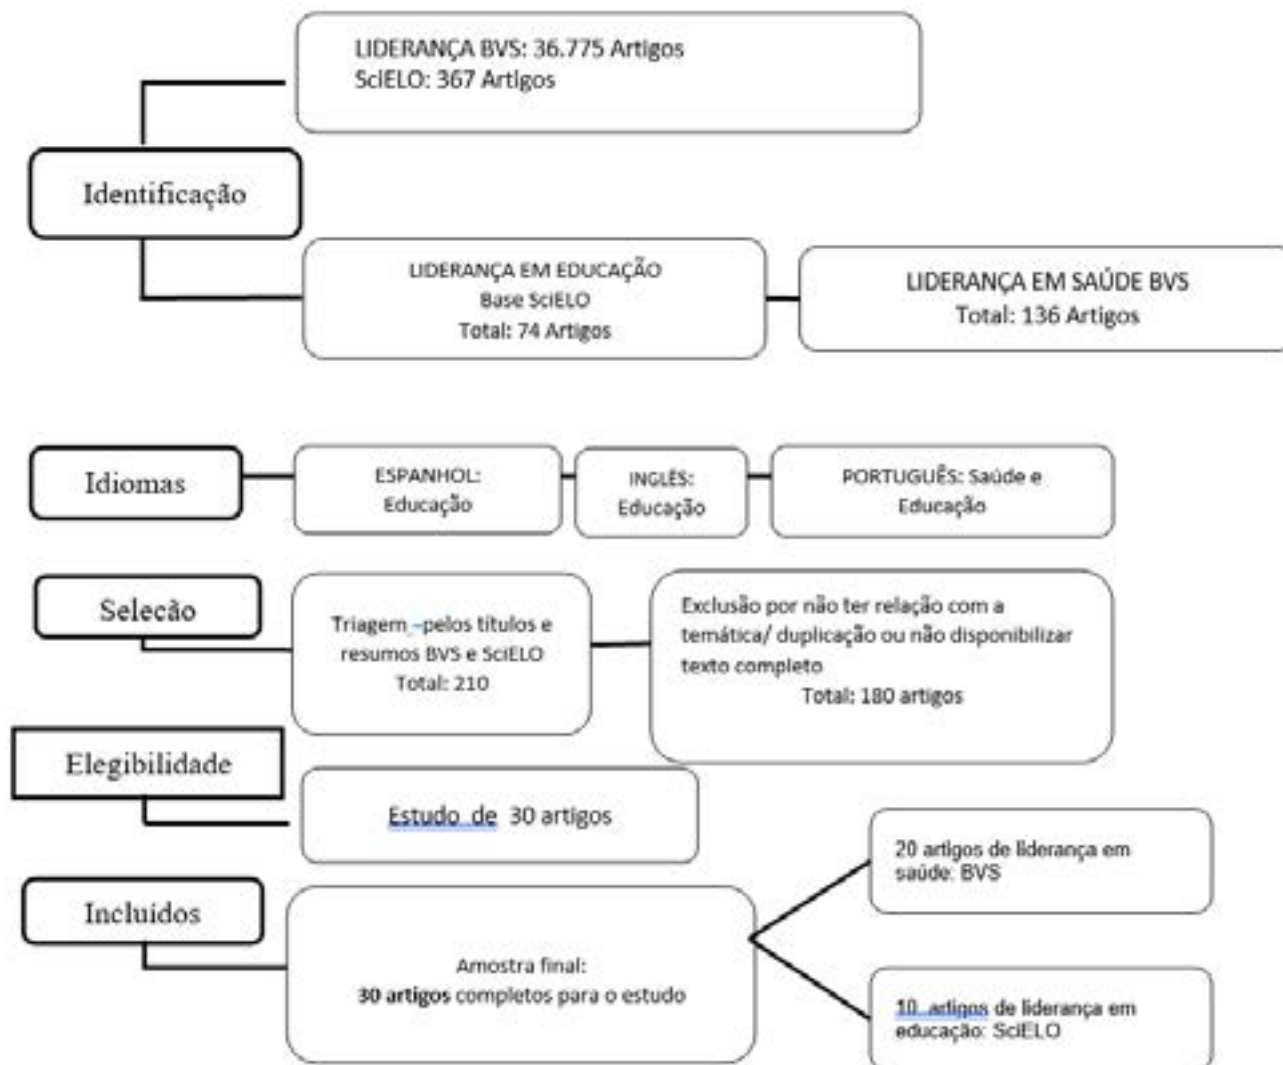 LIDERANÇA BVS: 36.775 Artigos
SciELO: 367 Artigos
Identificação
LIDERANÇA EM EDUCAÇÃO
Base SciELO
Total: 74 Artigos
LIDERANÇA EM SAÚDE BVS
Total: 136 Artigos
Idiomas
ESPANHOL:
Educação
INGLÊS:
Educação
PORTUGUÊS: Saúde e
Educação
Selecão
Triagem –pelos títulos e
resumos BVS e SciELO
Total: 210
Exclusão por não ter relação com a
temática/ duplicação ou não disponibilizar
texto completo
Total: 180 artigos
Elegibilidade
Estudo de 30 artigos
Incluídos
Amostra final:
30 artigos completos para o estudo
20 artigos de liderança em
saúde: BVS
10 artigos de liderança em
educação: SciELO